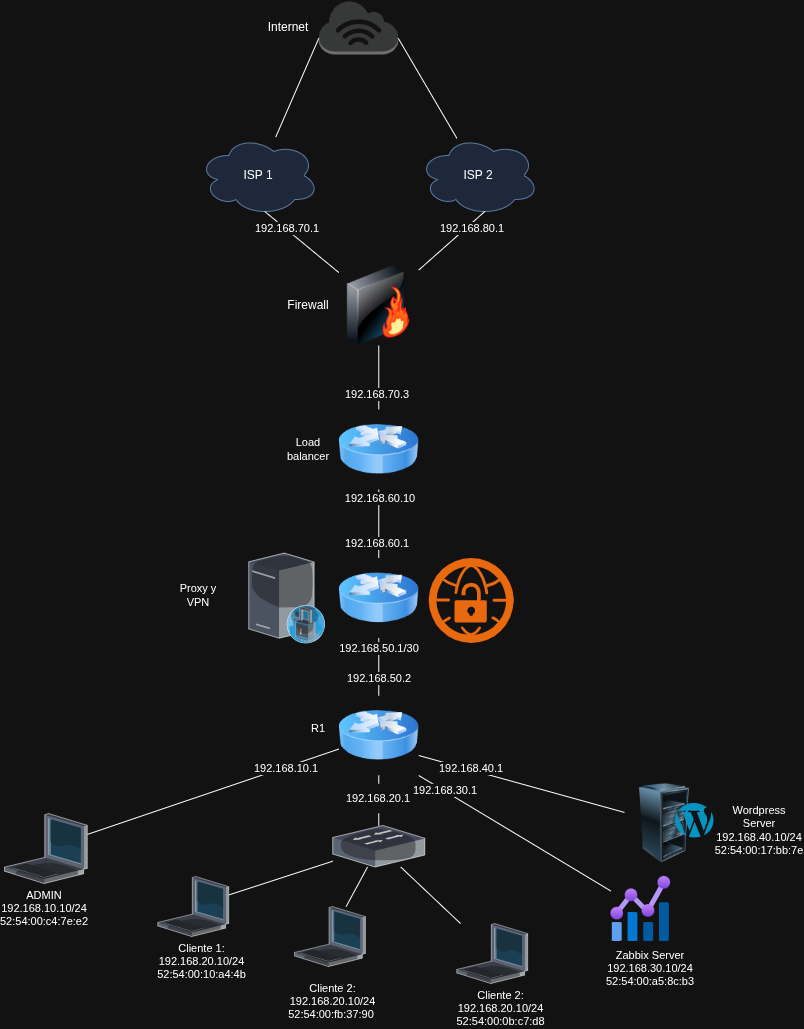 Internet
ISP 1
ISP 2
192.168.70.1
192.168.80.1
Firewall
192.168.70.3
Load
balancer
192.168.60.10
192.168.60.1
Proxy y
VPN
192.168.50.1/30
192.168.50.2
R1
192.168.10.1
192.168.40.1
192.168.20.1
192.168.30.1
Wordpress
Server
192.168.40.10/24
52:54:00:17:bb:7e
ADMIN
192.168.10.10/24
52:54:00:c4:7e:e2
Cliente 1:
192.168.20.10/24
52:54:00:10:a4:4b
Cliente 2:
192.168.20.10/24
52:54:00:fb:37:90
Cliente 2:
192.168.20.10/24
52:54:00:0b:c7:d8
Zabbix Server
192.168.30.10/24
52:54:00:a5:8c:b3